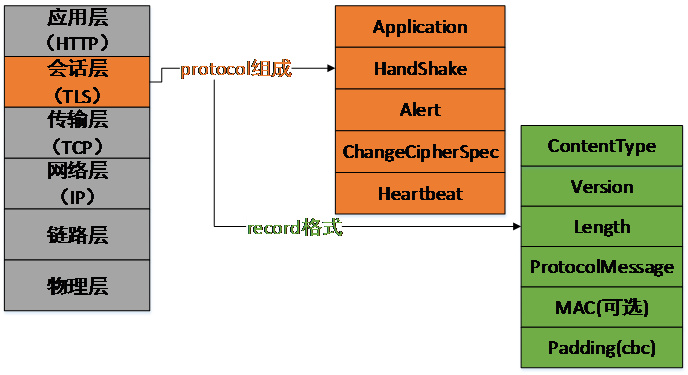 应用层
（HTTP）
会话层
（TLS）
传输层
（TCP）
网络层
（IP）
链路层
物理层
protocol组成
record格式
Application
HandShake
Alert
ChangeCipherSpec
Heartbeat
ContentType
Version
Length
ProtocolMessage
MAC(可选)
Padding(cbc)